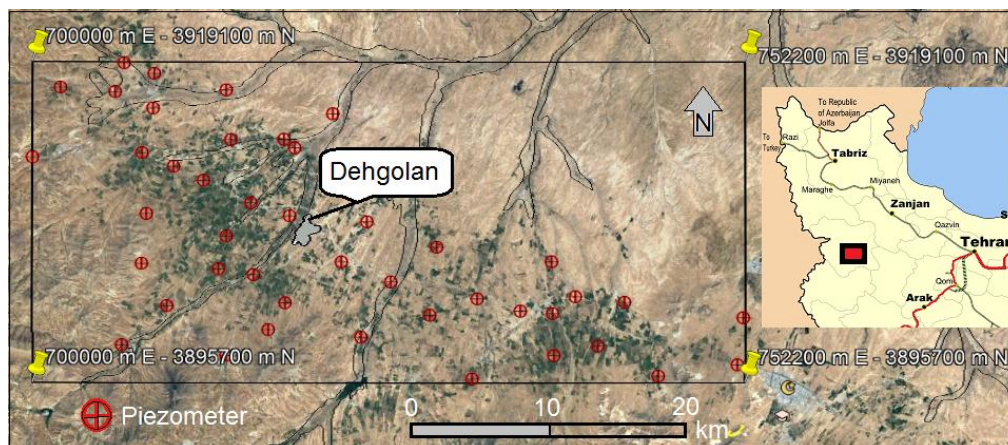 700000 m E - 3919100 m N
752200 m E - 3919100 m N
N
Dehgolan
To Republic
of Azerbaijan
Jolfa
To
Turkey
Razi
Tabriz
Maraghe
Miyaneh
Zanjan
Qazvin
Tehran
Qom
Arak
S
700000 m E - 3895700 m N
752200 m E - 3895700 m N
Piezometer
0
10
20
km